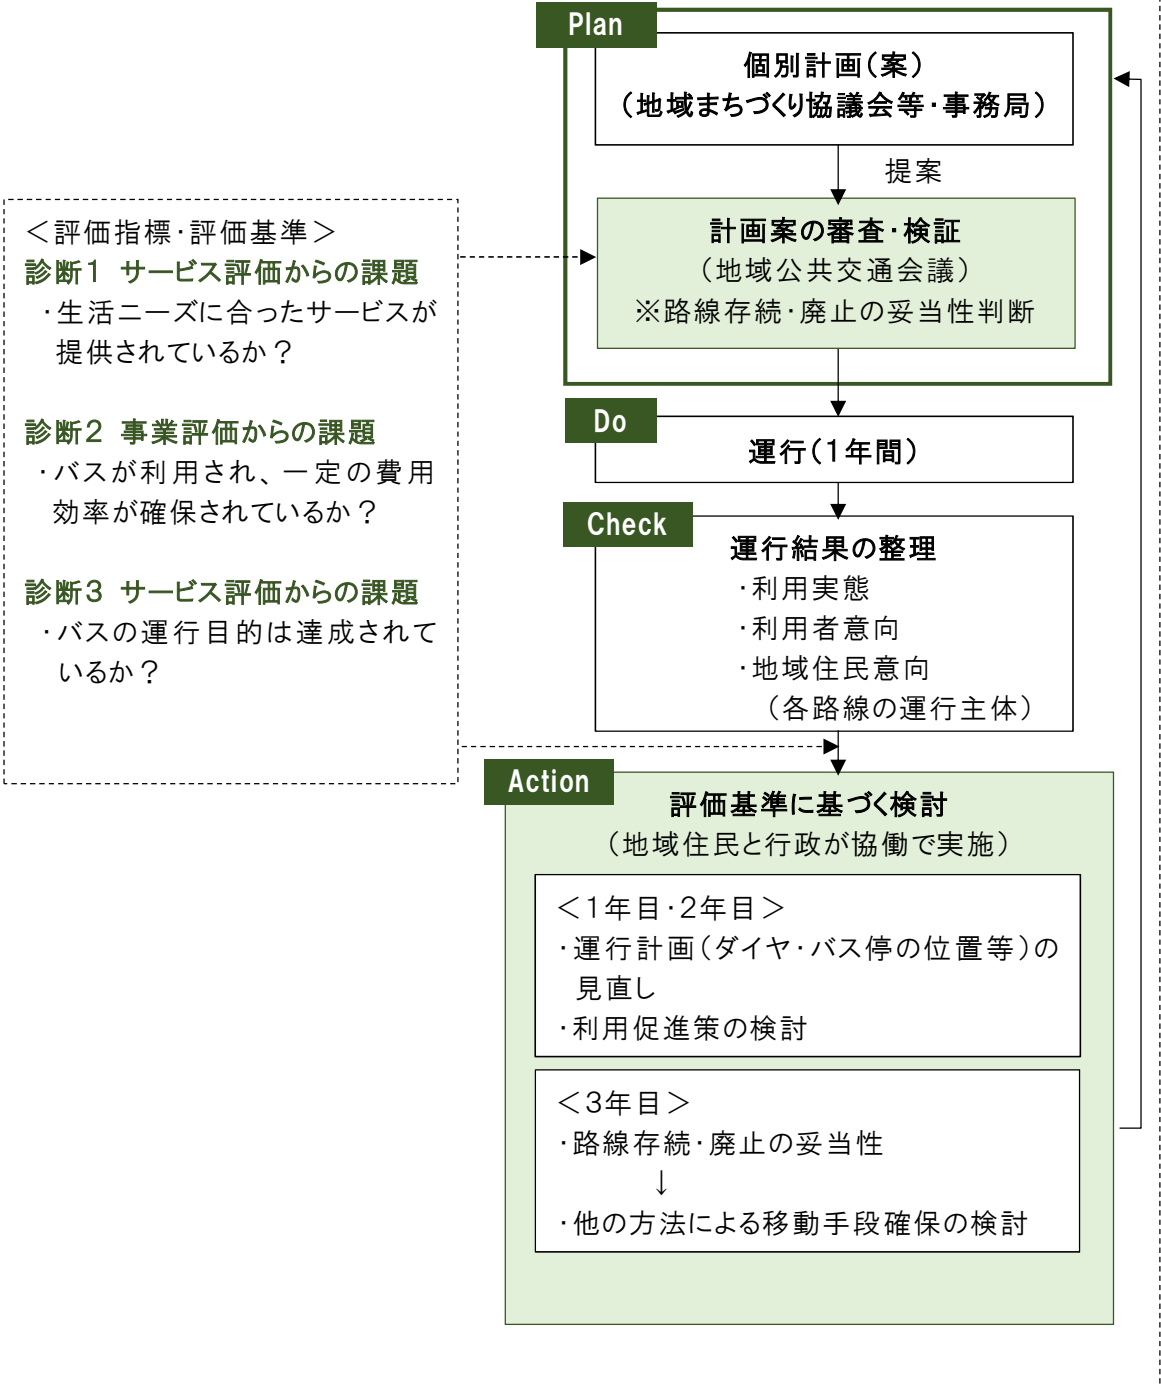 Plan
個別計画（案）
（地域まちづくり協議会等・事務局）
提案
計画案の審査・検証
（地域公共交通会議）
※路線存続・廃止の妥当性判断
＜評価指標・評価基準＞
診断１ サービス評価からの課題
・生活ニーズに合ったサービスが
提供されているか？
診断２ 事業評価からの課題
・バスが利用され、一定の費用
効率が確保されているか？
診断３ サービス評価からの課題
・バスの運行目的は達成されて
いるか？
Do
運行（１年間）
Check
運行結果の整理
・利用実態
・利用者意向
・地域住民意向
（各路線の運行主体）
Action
評価基準に基づく検討
（地域住民と行政が協働で実施）
＜１年目・２年目＞
・運行計画（ダイヤ・バス停の位置等）の
見直し
・利用促進策の検討
＜３年目＞
・路線存続・廃止の妥当性
↓
・他の方法による移動手段確保の検討